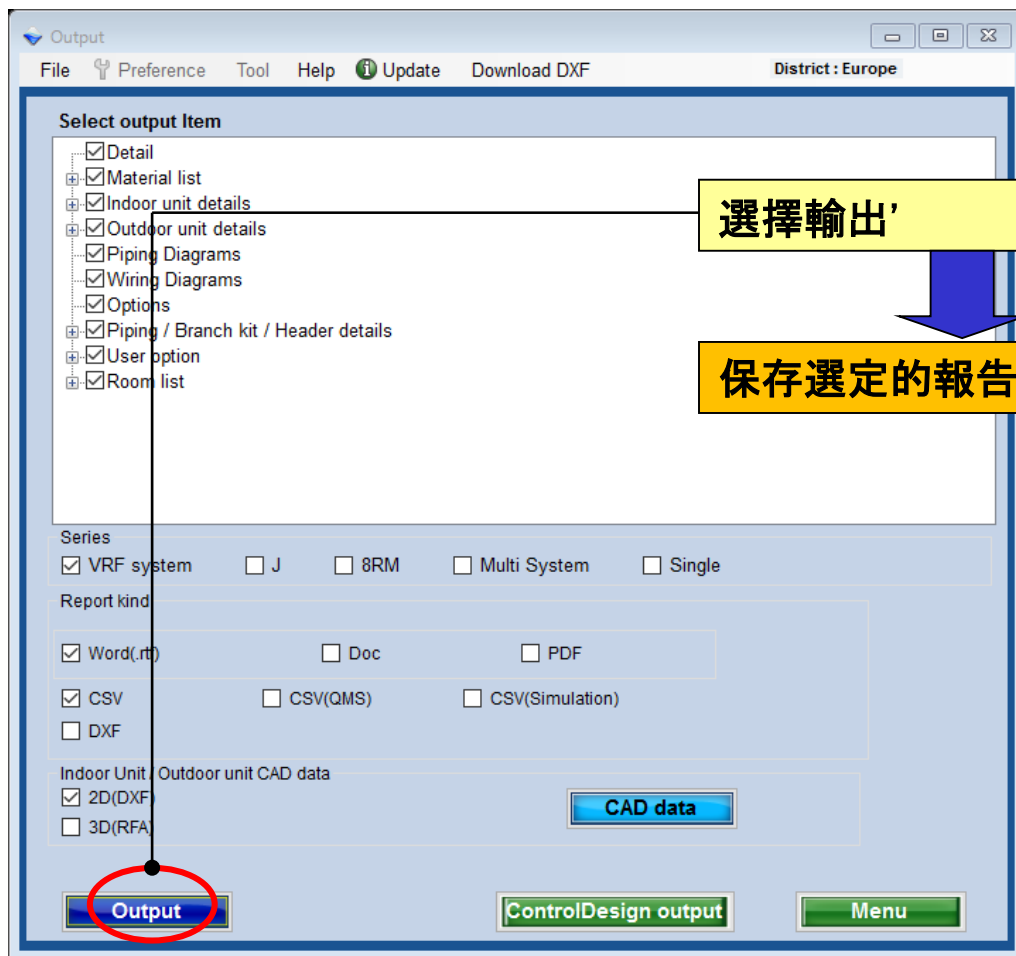 Output
File Preference Tool Help Update Download DXF District : Europe
Select output Item
Detail
Material list
Indoor unit details
Outdoor unit details
Piping Diagrams
Wiring Diagrams
Options
Piping / Branch kit / Header details
User option
Room list
選擇輸出’
保存選定的報告
Series
VRF system J 8RM Multi System Single
Report kind
Word(.rtf) Doc PDF
CSV CSV(QMS) CSV(Simulation)
DXF
Indoor Unit / Outdoor unit CAD data
2D(DXF)
CAD data
3D(RFA)
Output ControlDesign output Menu